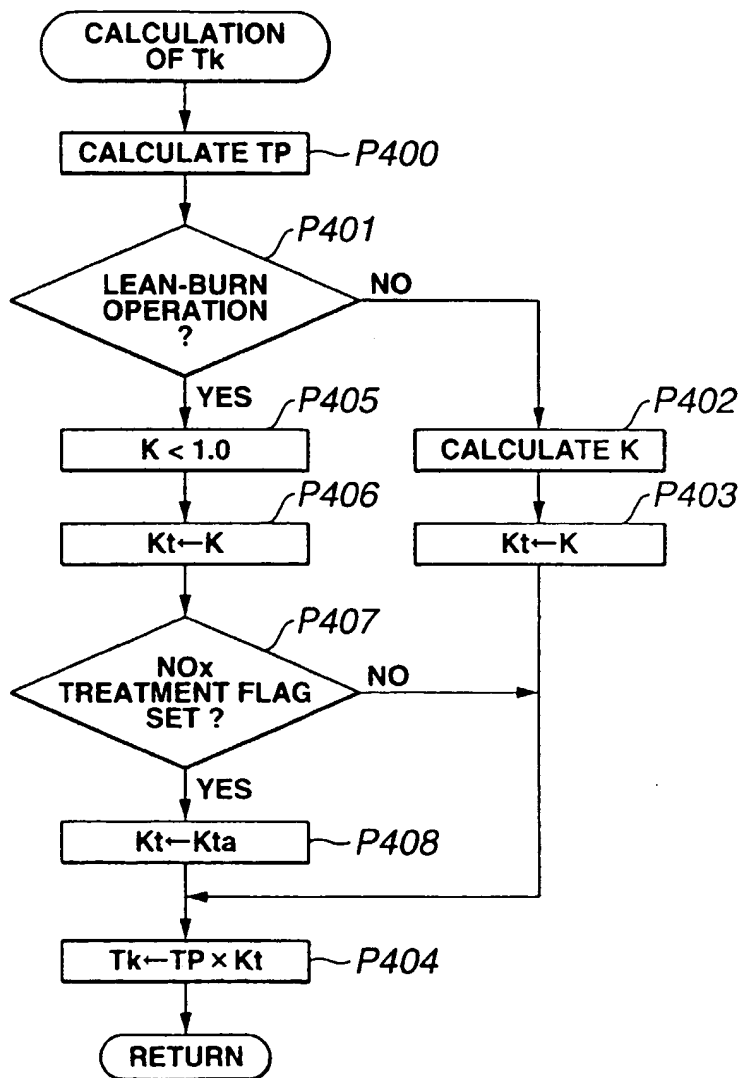 CALCULATION
OF Tk
CALCULATE TP
P400
P401
LEAN-BURN
OPERATION
?
NO
YES
P405
K < 1.0
P402
CALCULATE K
P406
Kt←K
P403
Kt←K
P407
NOx
TREATMENT FLAG
SET ?
NO
YES
Kt←Kta
P408
Tk←TP × Kt
P404
RETURN